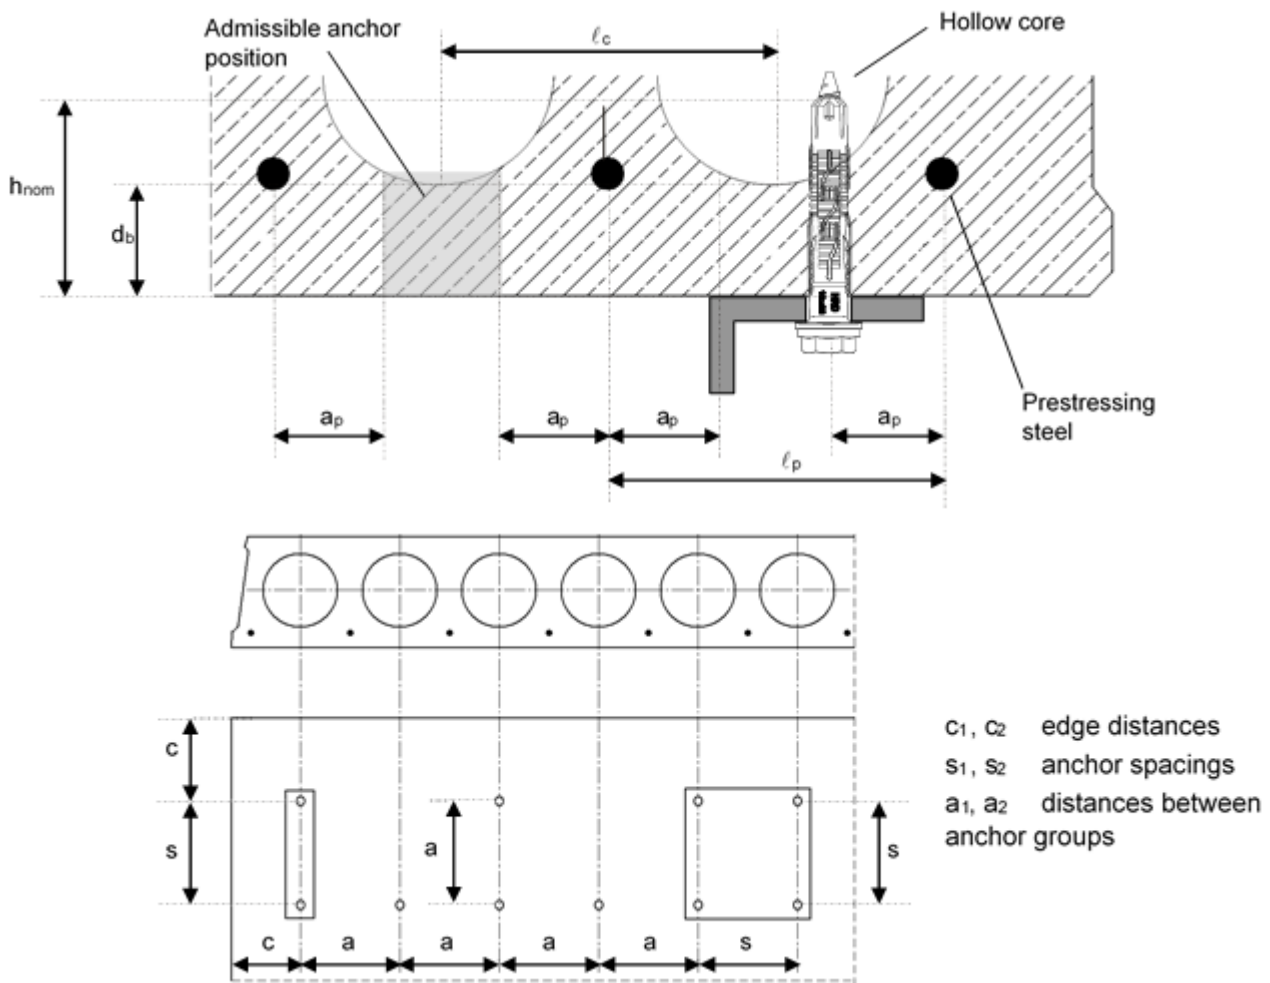 Admissible anchor
position
ℓc
Hollow core
hnom
db
ap
ap
ap
ap
Prestressing
steel
ℓp
c
s
a
s
c
a
a
a
a
s
c1, c2 edge distances
s1, s2 anchor spacings
a1, a2 distances between
anchor groups